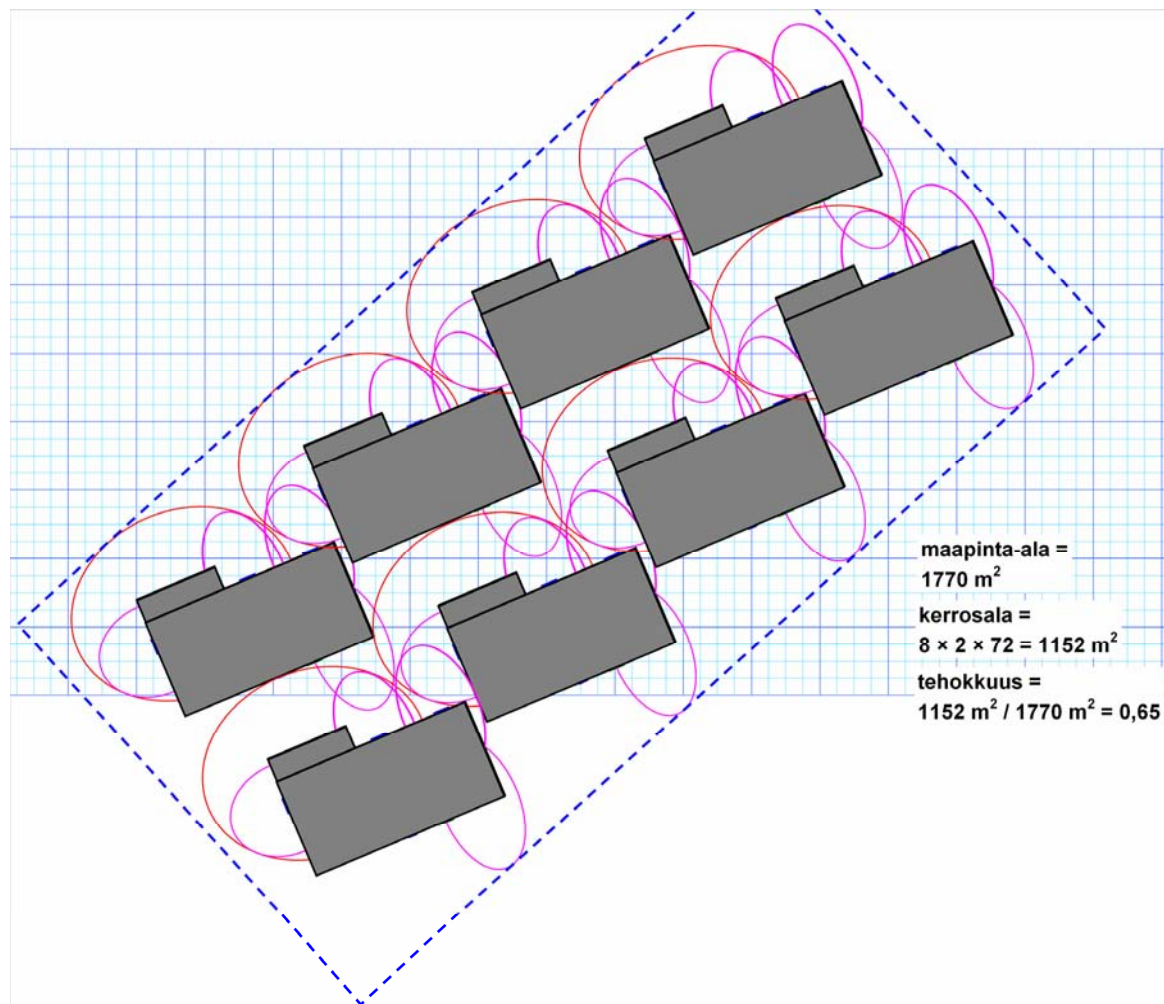 maapinta-ala =
1770 m²
kerrosala =
8 × 2 × 72 = 1152 m²
tehokkuus =
1152 m² / 1770 m² = 0,65